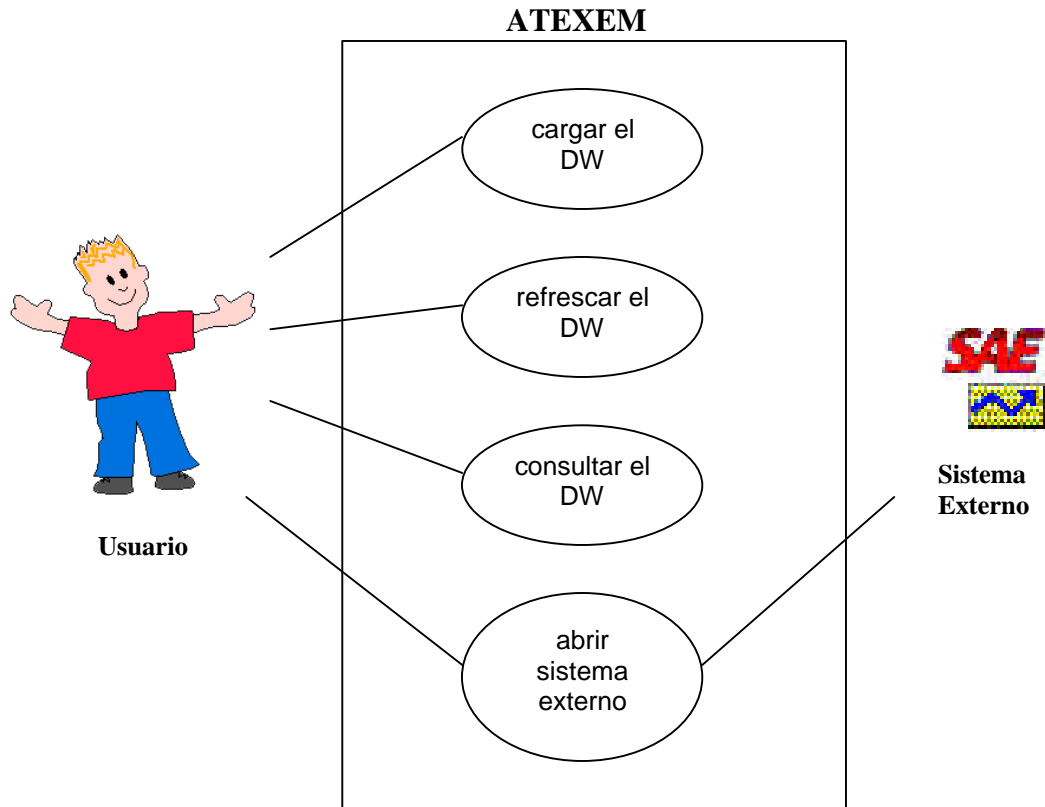 ATEXEM
cargar el
DW
refrescar el
DW
consultar el
DW
abrir
sistema
externo
Usuario
SAE
Sistema
Externo